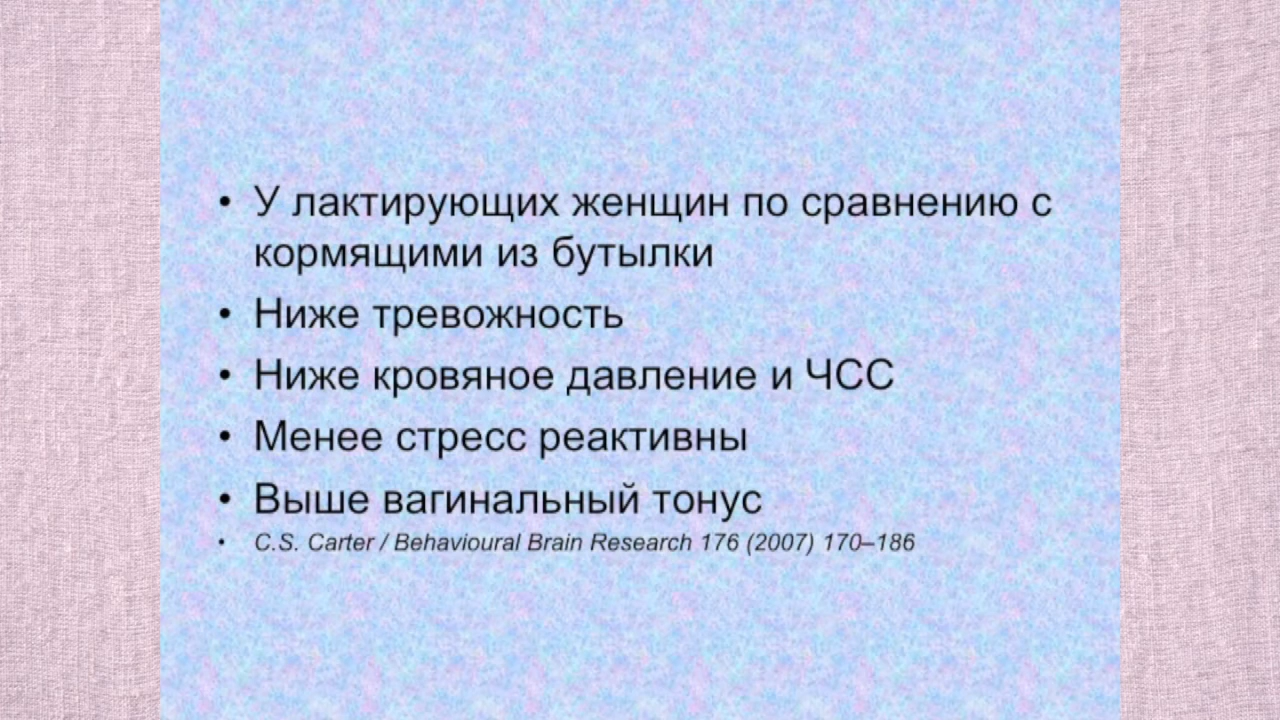 • У лактирующих женщин по сравнению с
кормящими из бутылки
• Ниже тревожность
• Ниже кровяное давление и ЧСС
• Менее стресс реактивны
• Выше вагинальный тонус
• C.S. Carter / Behavioural Brain Research 176 (2007) 170–186